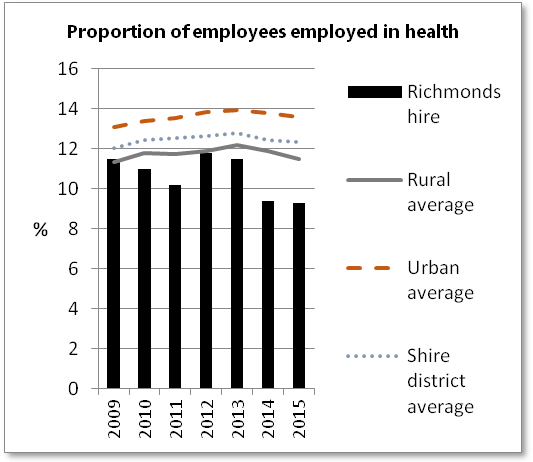 Proportion of employees employed in health
16
14
12
10
8
6
4
2
0
%
2009
2010
2011
2012
2013
2014
2015
Richmonds
hire
Rural
average
Urban
average
Shire
district
average